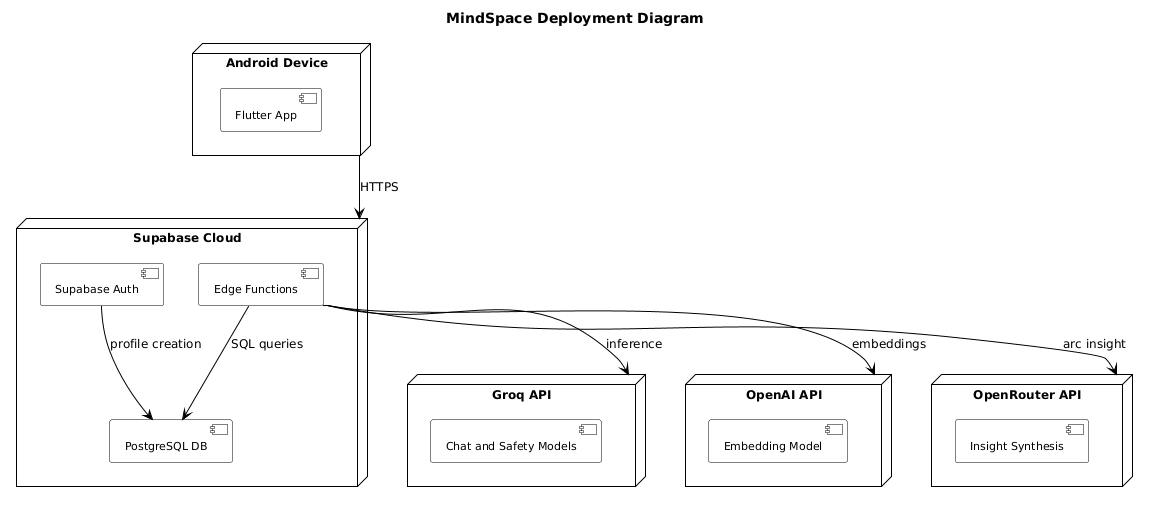 MindSpace Deployment Diagram
Android Device
Flutter App
HTTPS
Supabase Cloud
Supabase Auth
Edge Functions
profile creation
SQL queries
inference
embeddings
arc insight
PostgreSQL DB
Groq API
Chat and Safety Models
OpenAI API
Embedding Model
OpenRouter API
Insight Synthesis